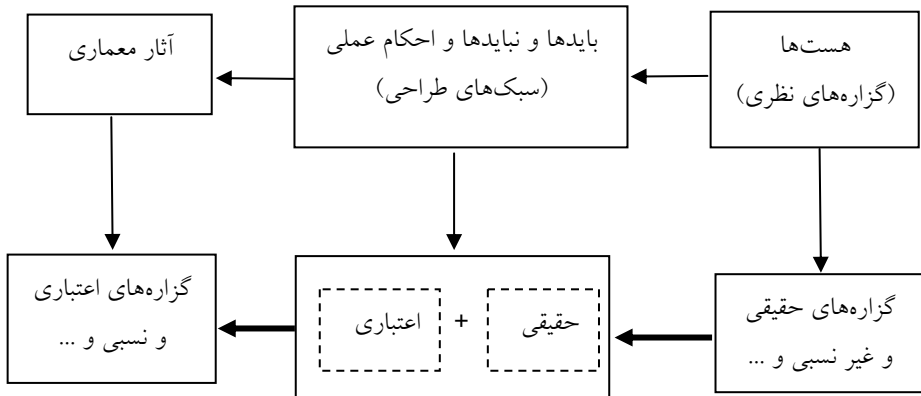 هست‌ها
(گزاره‌های نظری)
بایدها و نبایدها و احکام عملی
(سبک‌های طراحی)
آثار معماری
گزاره‌های حقیقی
و غیر نسبی و ...
حقیقی + اعتباری
گزاره‌های اعتباری
و نسبی و ...